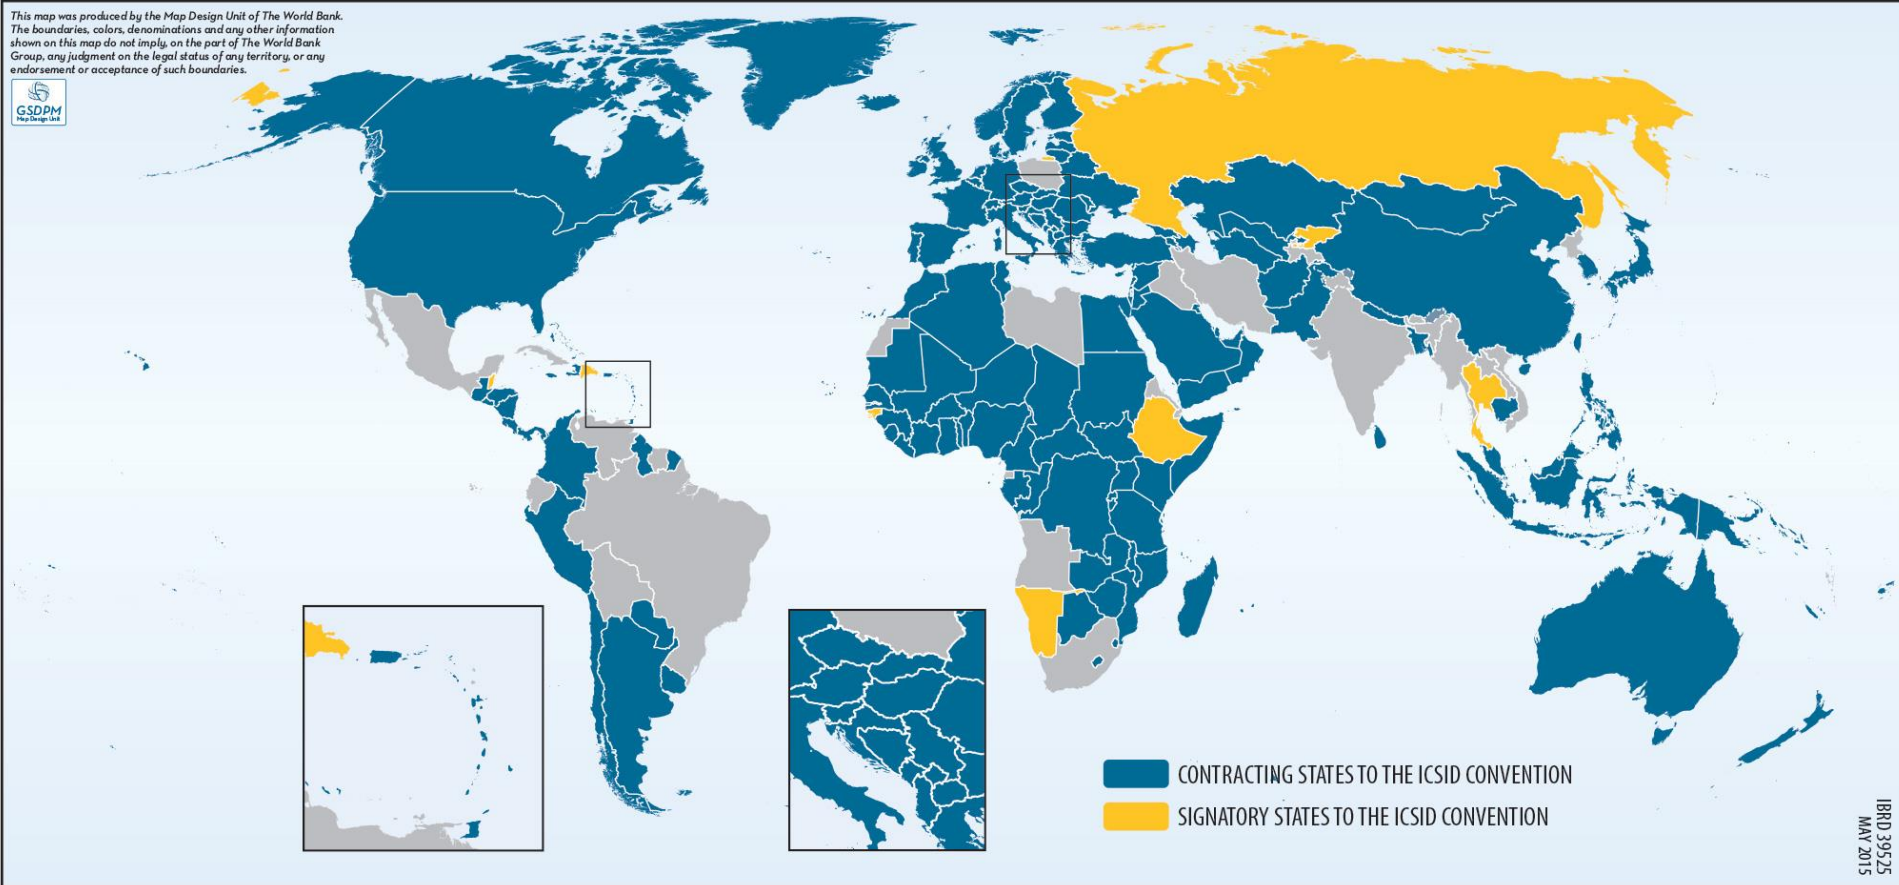 This map was produced by the Map Design Unit of The World Bank.
The boundaries, colors, denominations and any other information
shown on this map do not imply, on the part of The World Bank
Group, any judgment on the legal status of any territory, or any
endorsement or acceptance of such boundaries.
GSDPM
Map Design Unit
CONTRACTING STATES TO THE ICSID CONVENTION
SIGNATORY STATES TO THE ICSID CONVENTION
IBRD 39525
MAY 2015